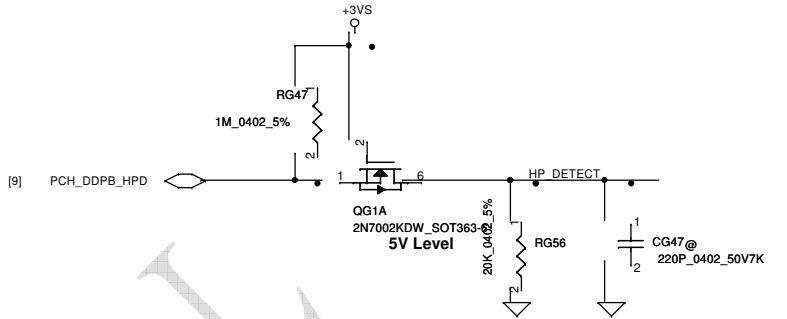 +3VS
RG47
1
1M_0402_5%
2
2
[9] PCH_DDPB_HPD
1
6
HP_DETECT
QG1A
2N7002KDW_SOT363-6
5V Level
20K_0402_5%
1
RG56
2
1
CG47@
220P_0402_50V7K
2